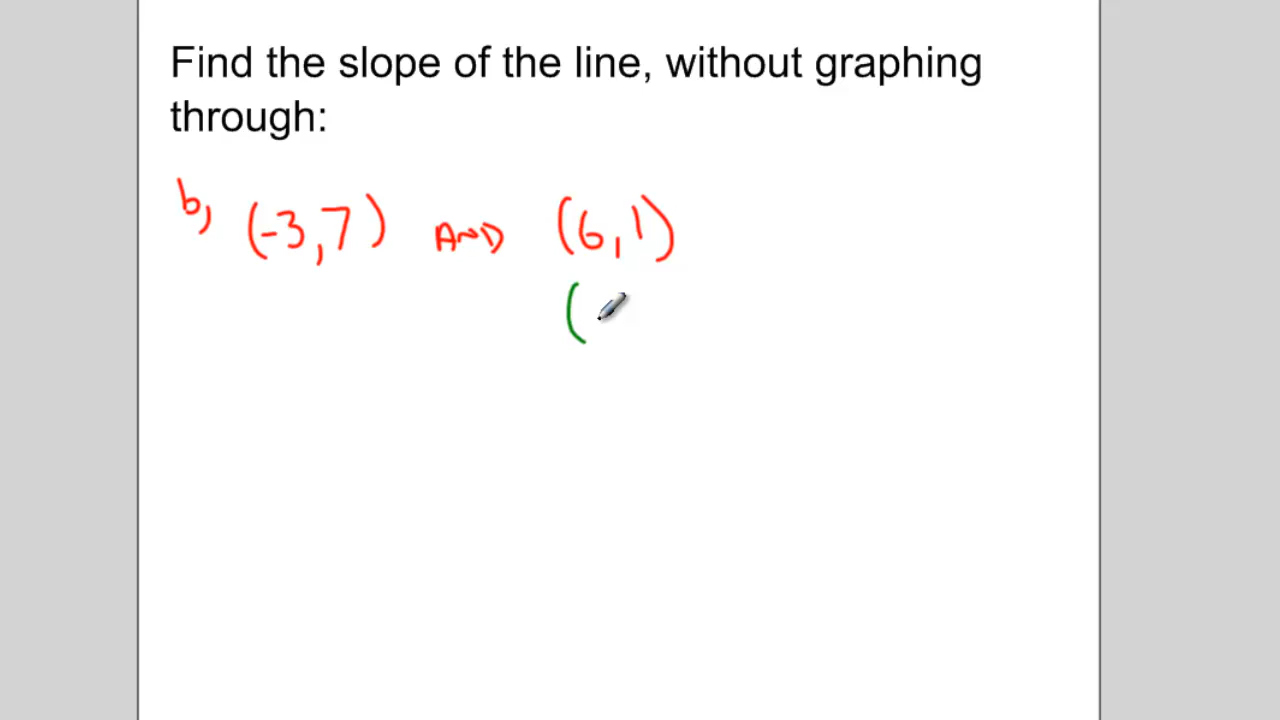 Find the slope of the line, without graphing
through:
b, (-3,7) AND (6,1)
(